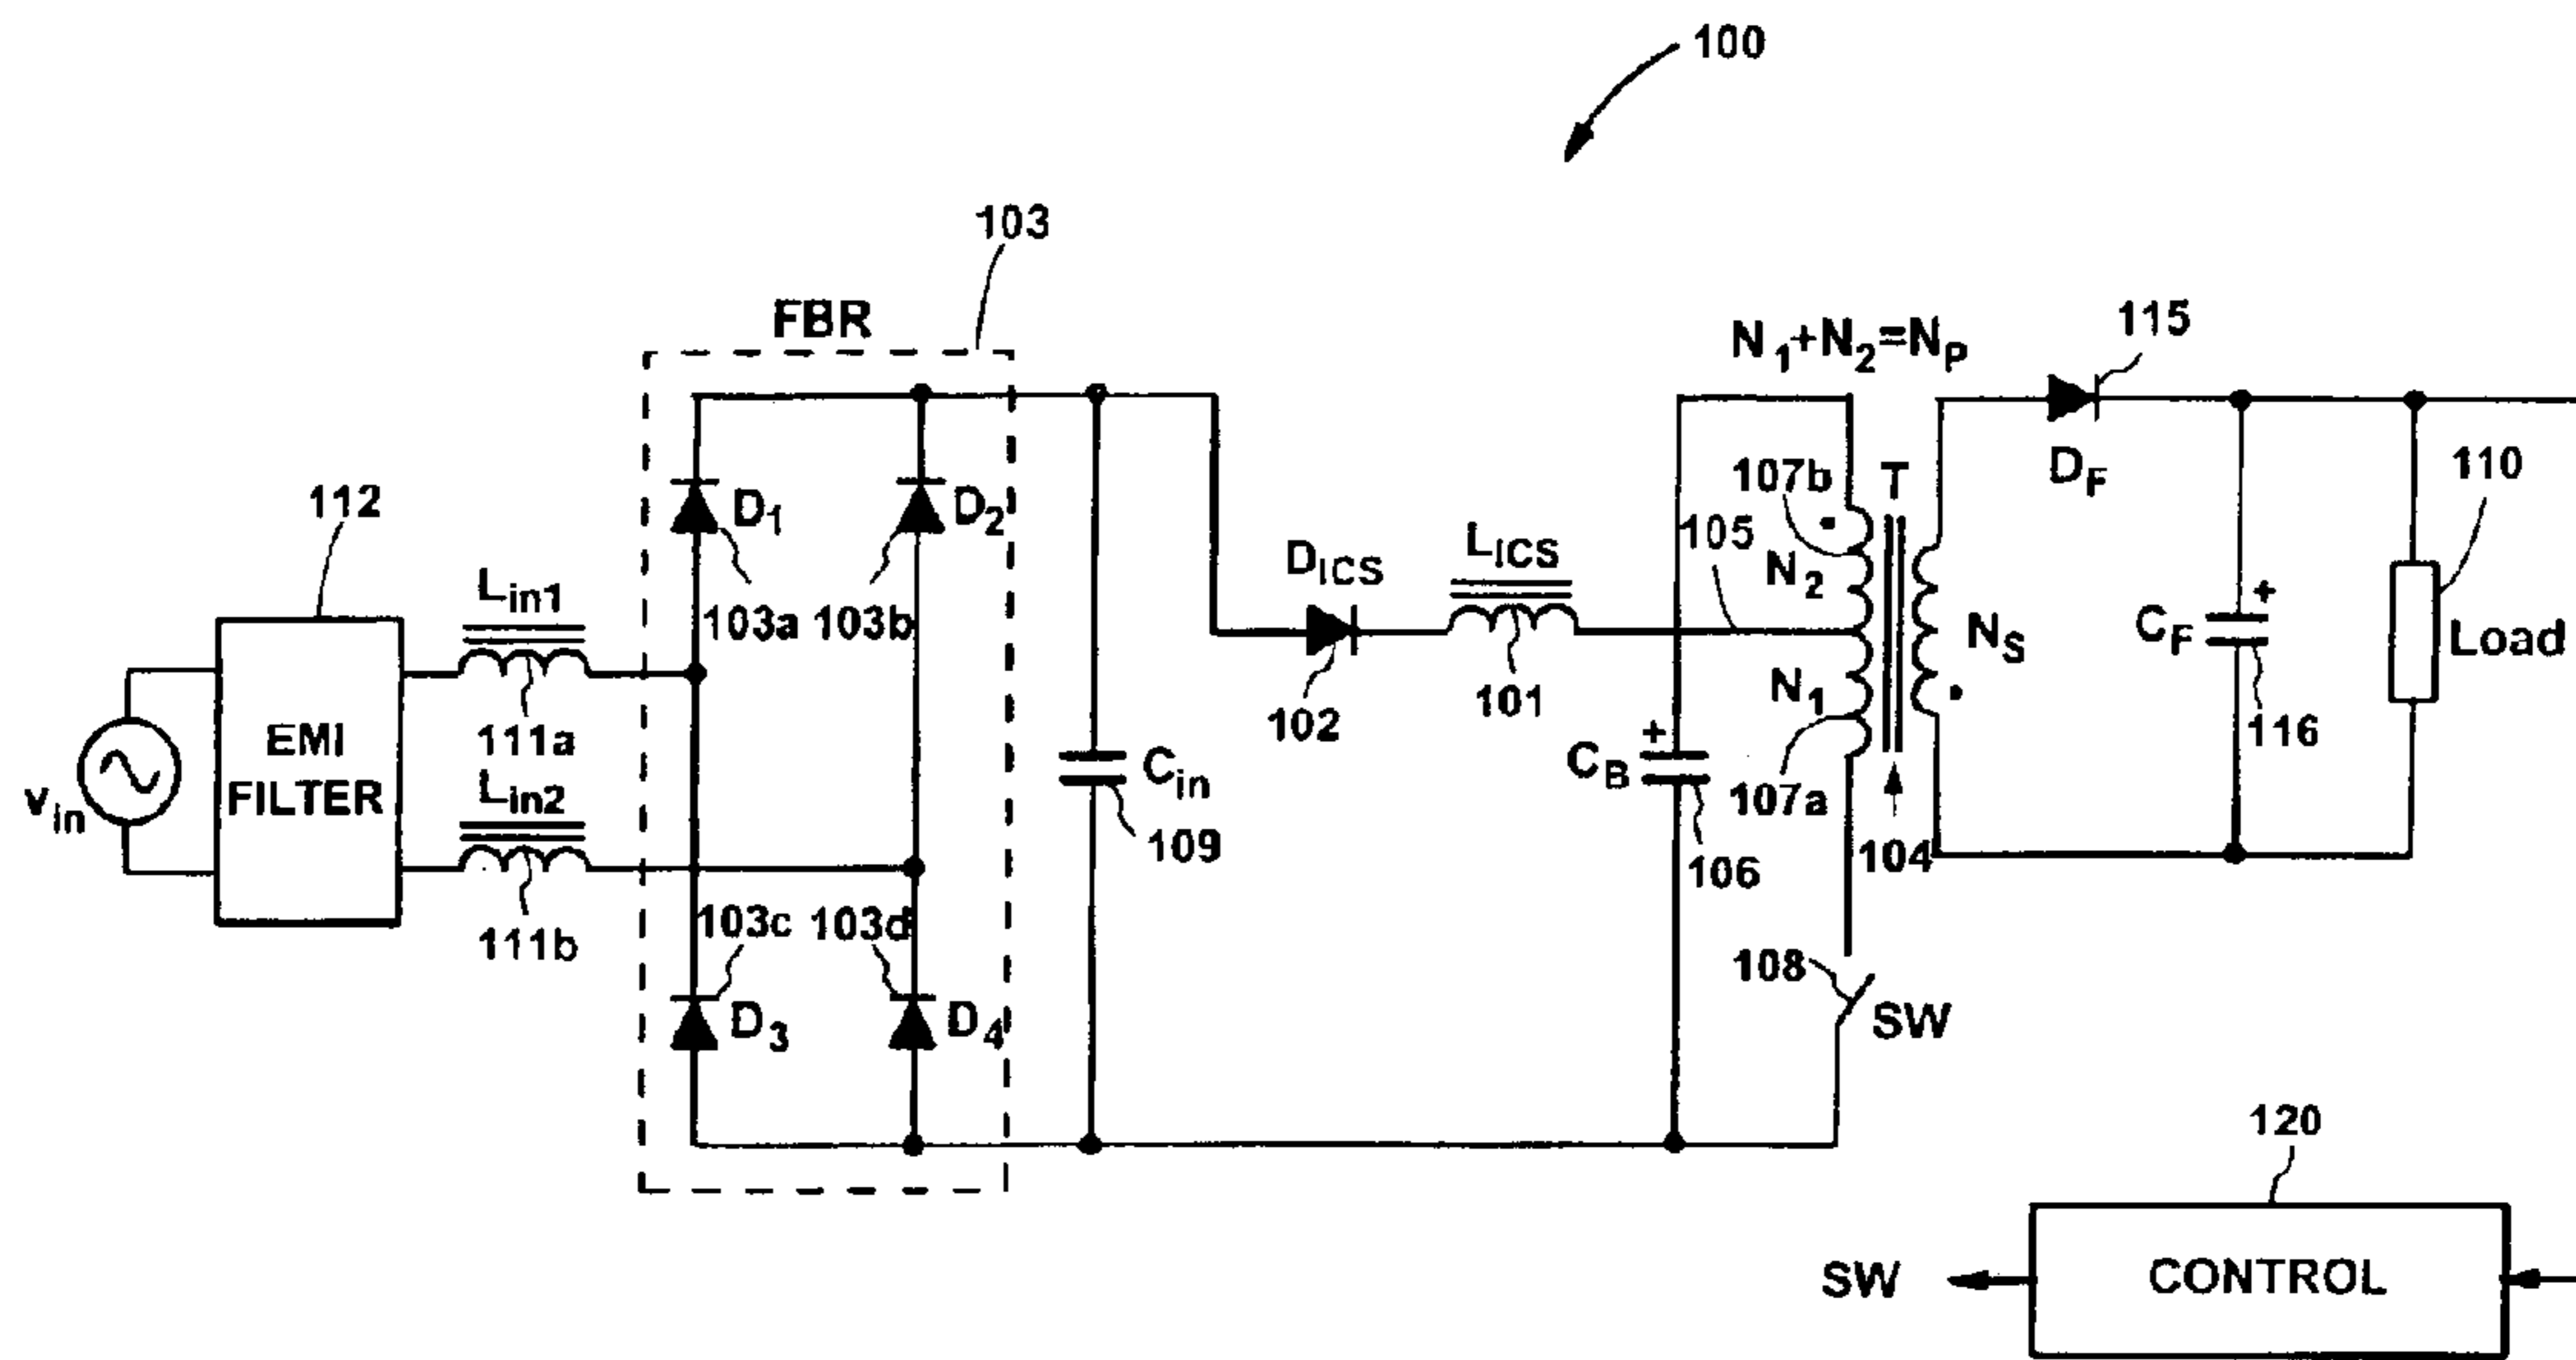 100
103
FBR
N1+N2=NP
115
112
D1
D2
107b
T
DF
110
105
DICS
LICS
N2
Lin1
103a
103b
NS
CF
+
Load
EMI
FILTER
111a
102
101
N1
116
vin
Lin2
Cin
109
+
CB
106
107a
104
111b
103c
103d
108
SW
D3
D4
120
SW
CONTROL